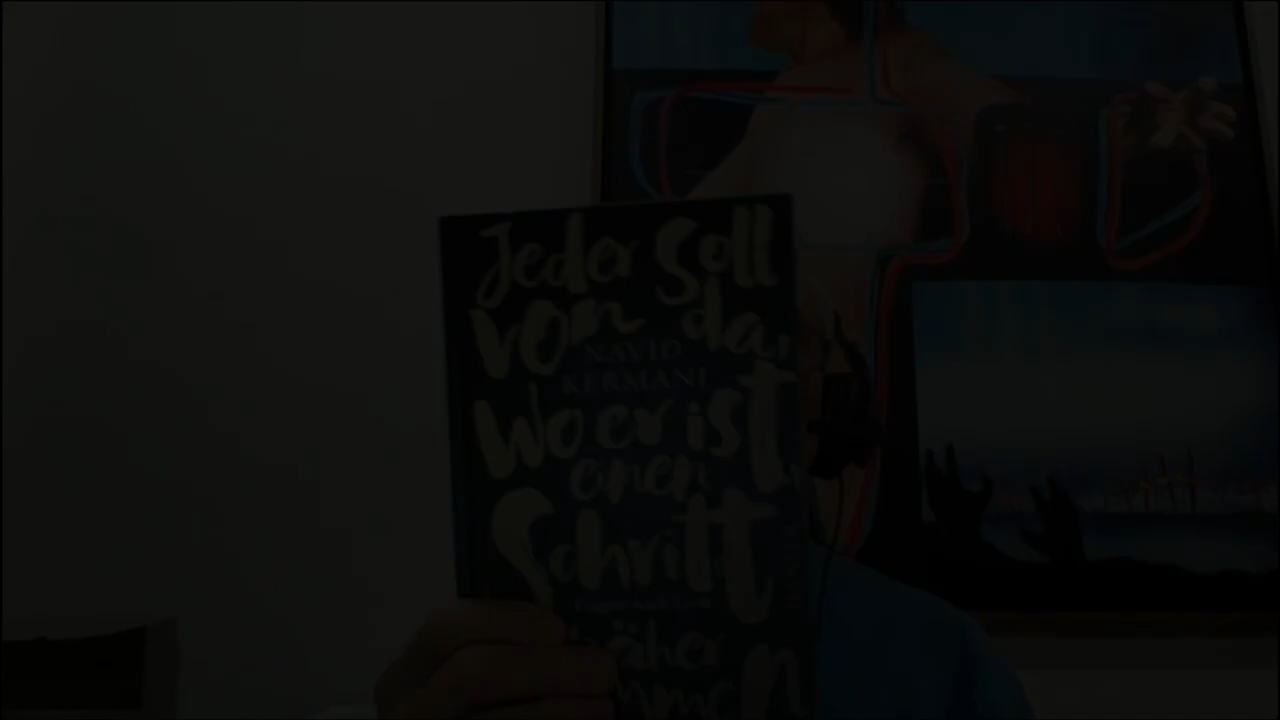 Jeder Soll
von da,
NAVID
KERMANI
wo er ist,
einen
Schritt
näher